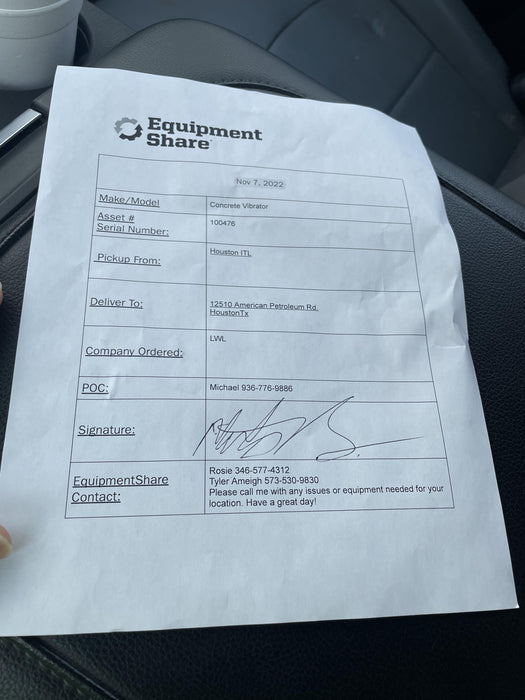 Equipment
Share
Nov 7, 2022
Make/Model
Concrete Vibrator
Asset #
Serial Number:
100476
Pickup From:
Houston ITL
Deliver To:
12510 American Petroleum Rd.
HoustonTx
Company Ordered:
LWL
POC:
Michael 936-776-9886
Signature:
EquipmentShare
Contact:
Rosie 346-577-4312
Tyler Ameigh 573-530-9830
Please call me with any issues or equipment needed for your
location. Have a great day!